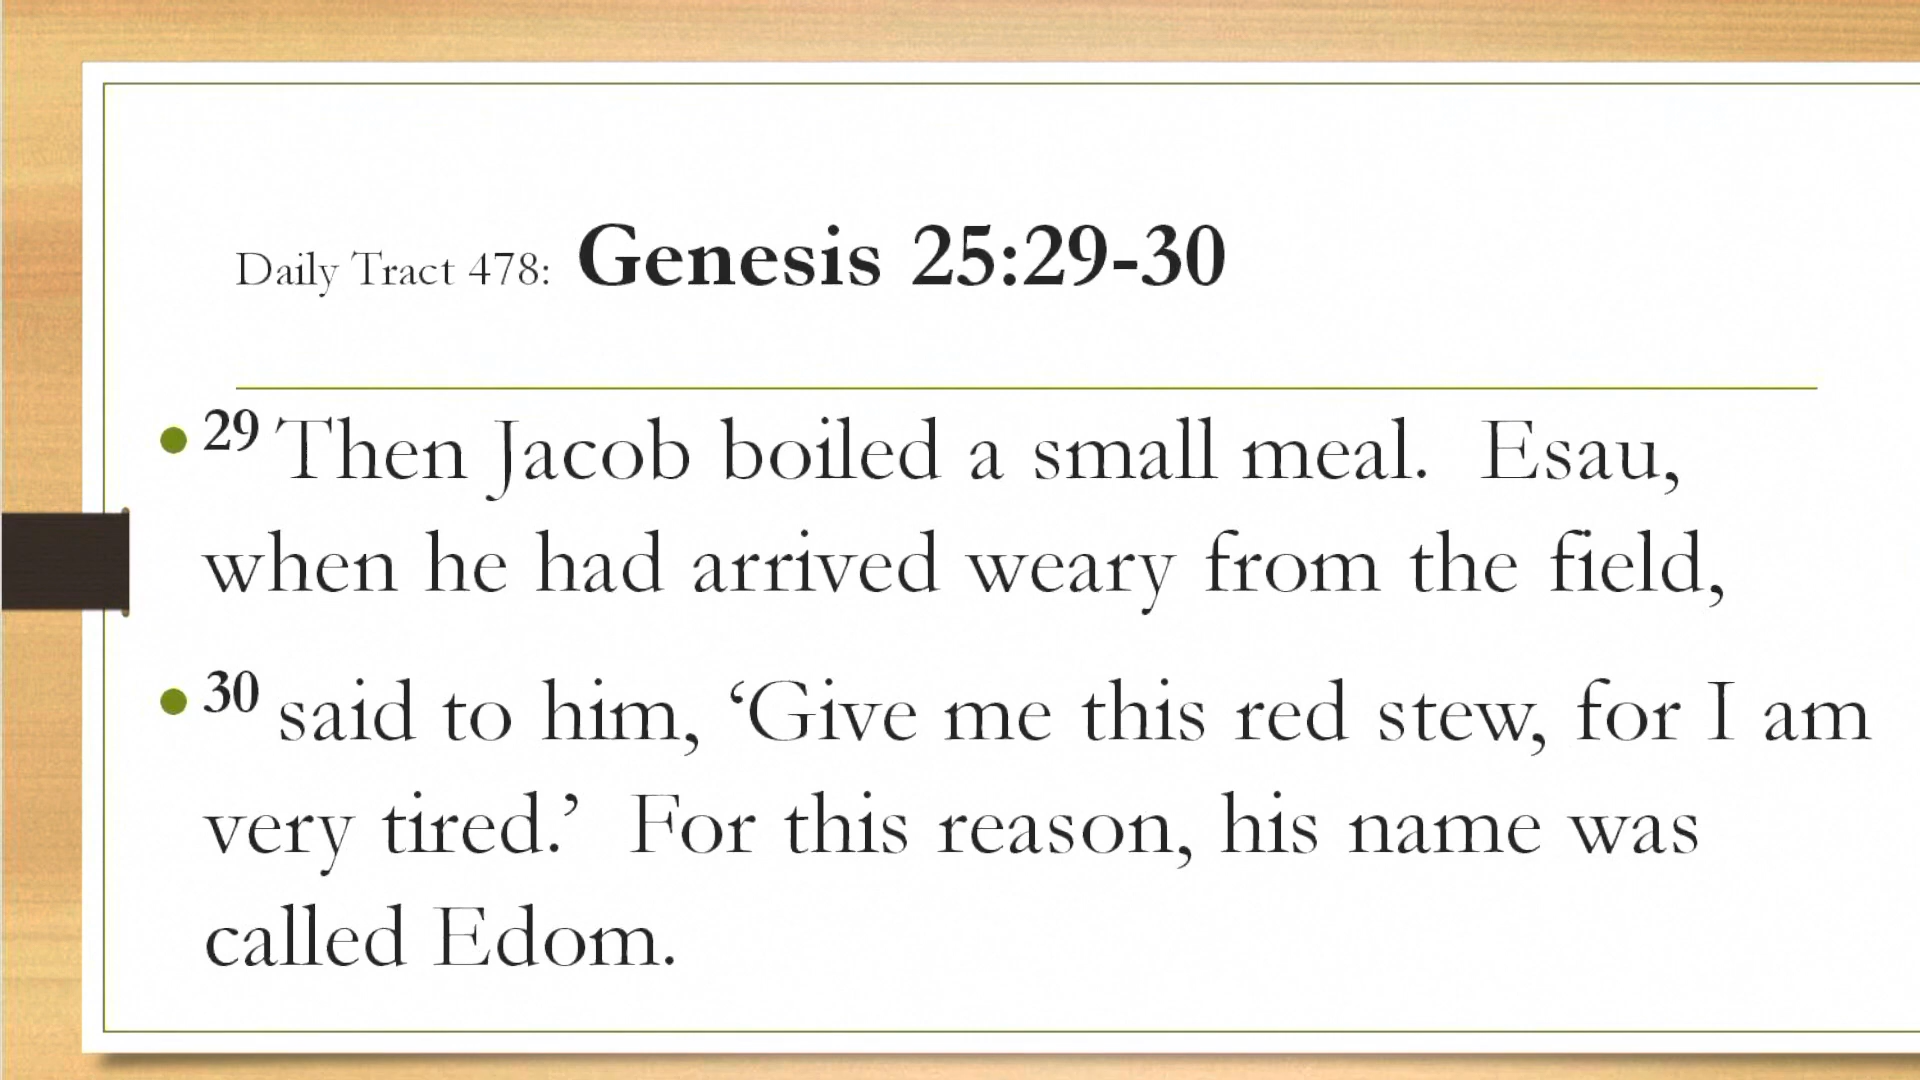 Daily Tract 478: Genesis 25:29-30
• 29 Then Jacob boiled a small meal.  Esau,
when he had arrived weary from the field,
• 30 said to him, ‘Give me this red stew, for I am
very tired.’  For this reason, his name was
called Edom.